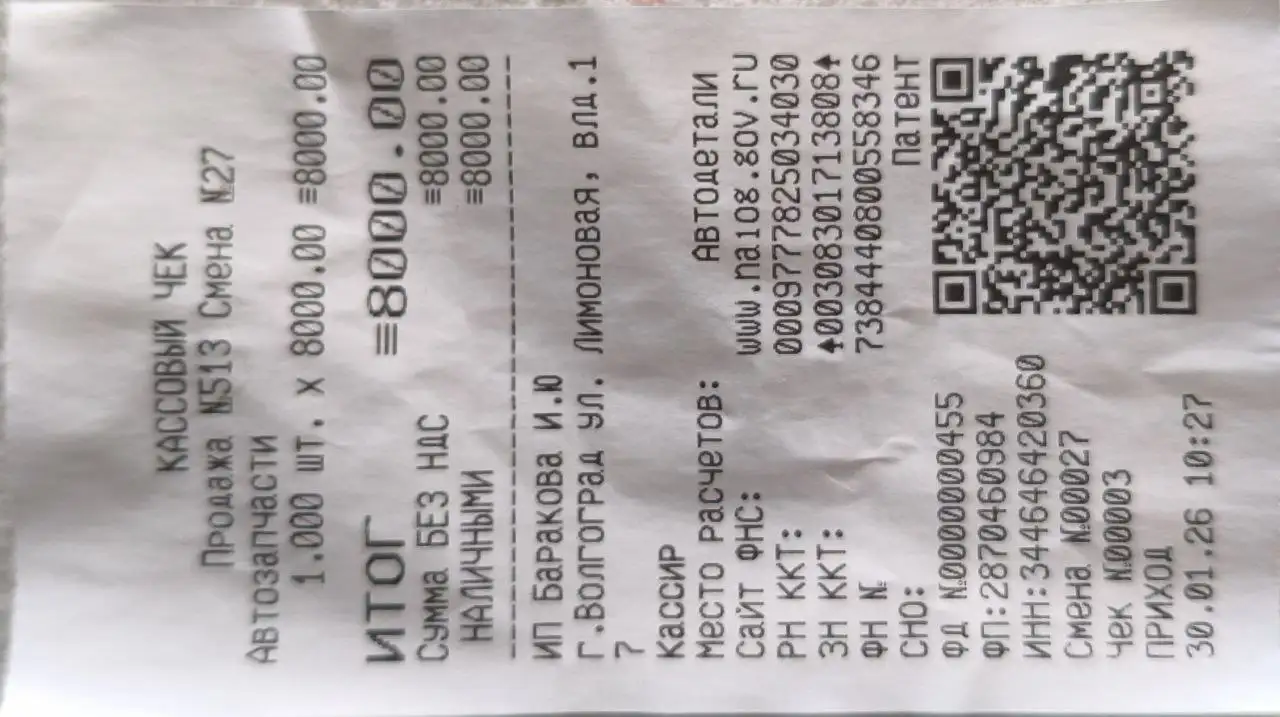 КАССОВЫЙ ЧЕК
Продажа №513 Смена №27
Автозапчасти
1.000 шт. X 8000.00 ≡8000.00
ИТОГ ≡8000.00
Сумма БЕЗ НДС ≡8000.00
НАЛИЧНЫМИ ≡8000.00
ИП Баракова И.Ю
Г.ВОЛГОГРАД УЛ. ЛИМОНОВАЯ, ВЛД.1
7
Кассир
Место расчетов: АВТОДЕТАЛИ
Сайт ФНС: www.nalog.gov.ru
РН ККТ: 0009777825034030
ЗН ККТ: ♠00308301713808♠
ФН № 7384440800558346
СНО: Патент
ФД №0000000455
ФП:2870460984
ИНН:344646420360
Смена №00027
Чек №00003
ПРИХОД
30.01.26 10:27